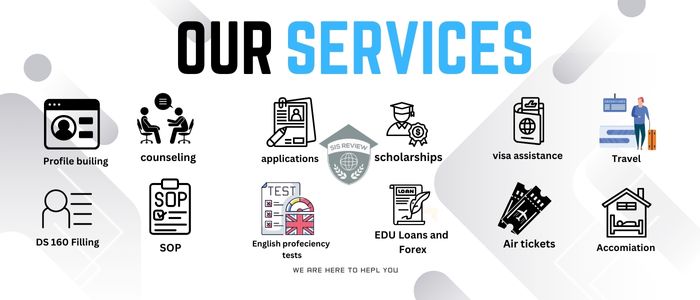 OUR SERVICES
Profile builing
counseling
applications
SIS REVIEW
scholarships
visa assistance
Travel
DS 160 Filling
SOP
SOP
TEST
English profeciency
tests
LOAN
EDU Loans and
Forex
Air tickets
Accomiation
WE ARE HERE TO HEPL YOU